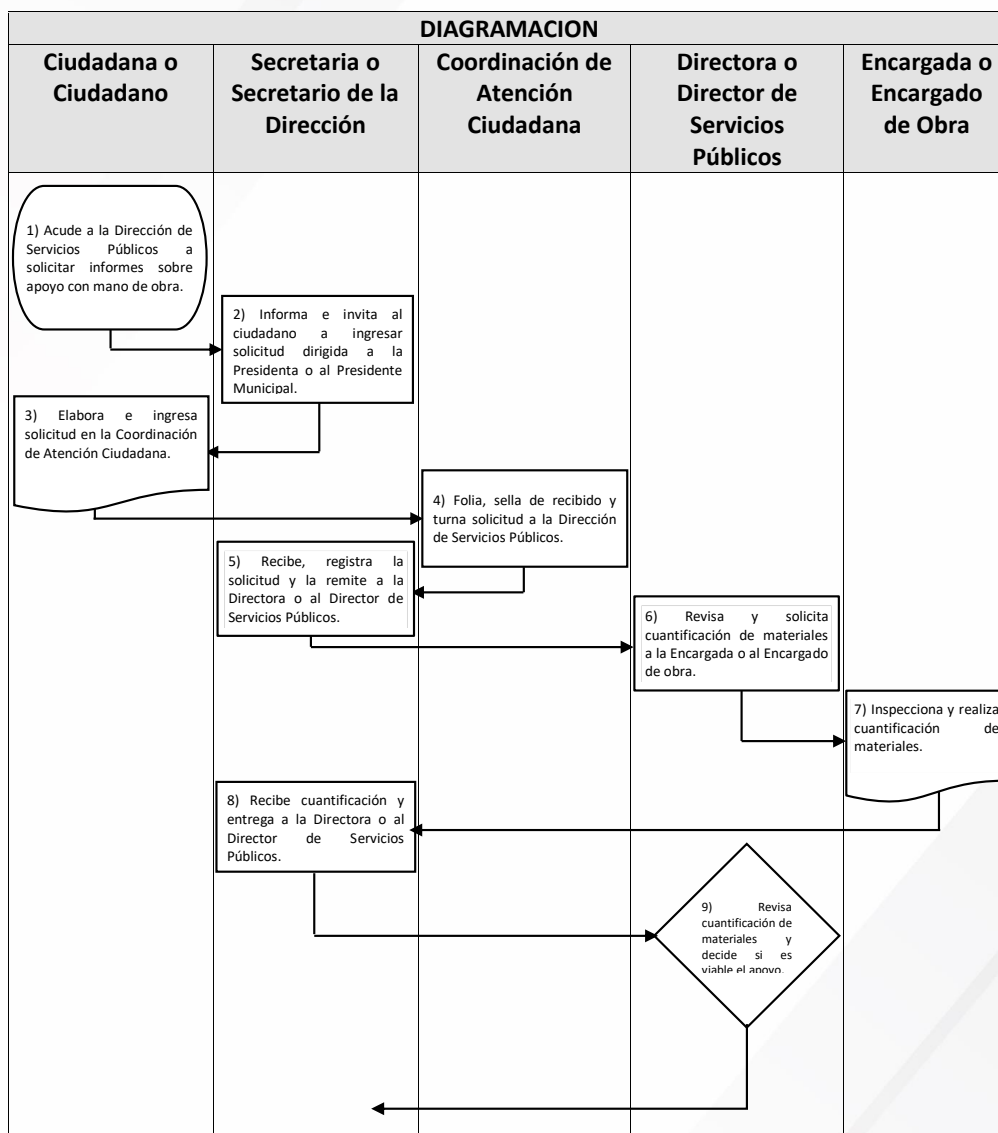 DIAGRAMACION
Ciudadana o
Ciudadano
Secretaria o
Secretario de la
Dirección
Coordinación de
Atención
Ciudadana
Directora o
Director de
Servicios
Públicos
Encargada o
Encargado
de Obra
1) Acude a la Dirección de
Servicios Públicos a
solicitar informes sobre
apoyo con mano de obra.
2) Informa e invita al
ciudadano a ingresar
solicitud dirigida a la
Presidenta o al Presidente
Municipal.
3) Elabora e ingresa
solicitud en la Coordinación
de Atención Ciudadana.
4) Folia, sella de recibido y
turna solicitud a la Dirección
de Servicios Públicos.
5) Recibe, registra la
solicitud y la remite a la
Directora o al Director de
Servicios Públicos.
6) Revisa y solicita
cuantificación de materiales
a la Encargada o al Encargado
de obra.
7) Inspecciona y realiza
cuantificación de
materiales.
8) Recibe cuantificación y
entrega a la Directora o al
Director de Servicios
Públicos.
9) Revisa
cuantificación de
materiales y
decide si es
viable el apoyo.